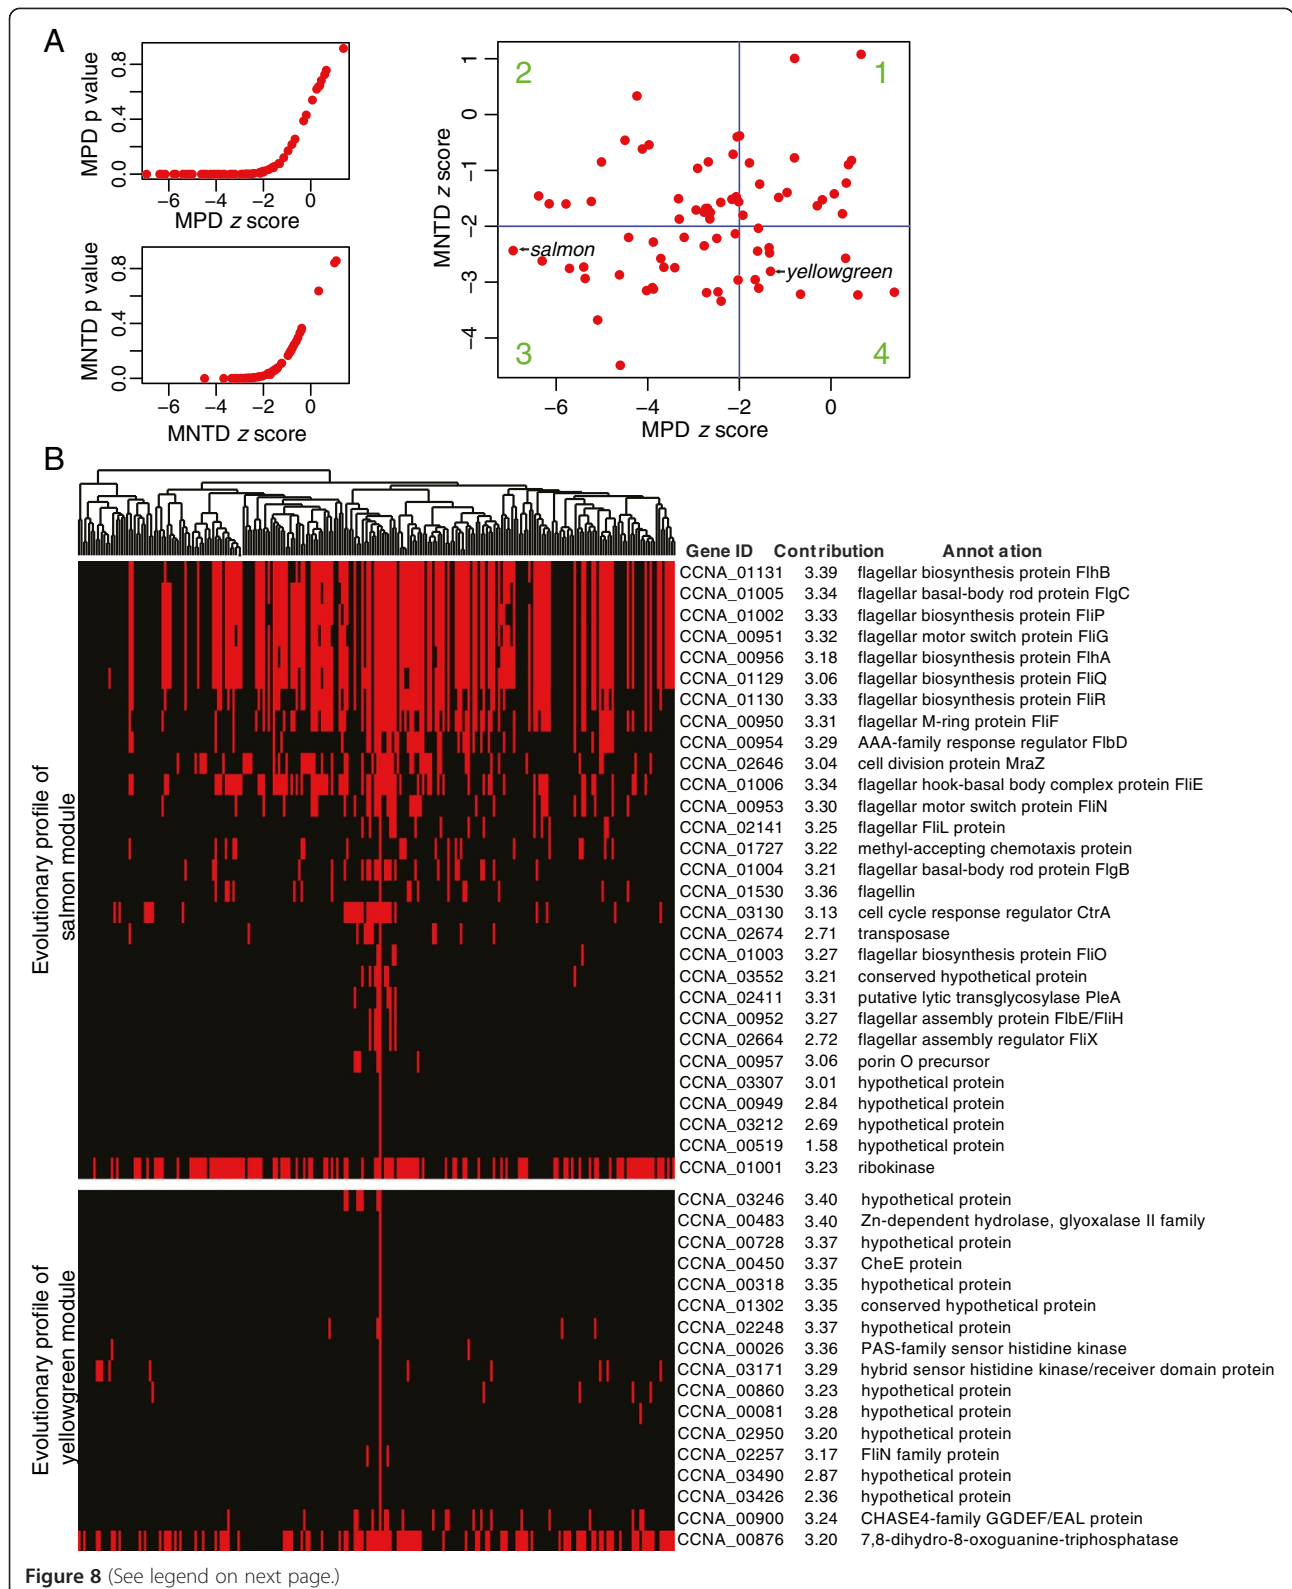 A
MPD p value
0.0
0.4
0.8
−6
−4
−2
0
MPD z score
MNTD p value
0.0
0.4
0.8
−6
−4
−2
0
MNTD z score
MNTD z score
1
0
−1
−2
−3
−4
2
1
3
4
salmon
yellowgreen
−6
−4
−2
0
MPD z score
B
Gene ID Contribution Annotation
Evolutionary profile of
salmon module
CCNA_01131 3.39 flagellar biosynthesis protein FlhB
CCNA_01005 3.34 flagellar basal-body rod protein FlgC
CCNA_01002 3.33 flagellar biosynthesis protein FliP
CCNA_00951 3.32 flagellar motor switch protein FliG
CCNA_00956 3.18 flagellar biosynthesis protein FlhA
CCNA_01129 3.06 flagellar biosynthesis protein FliQ
CCNA_01130 3.33 flagellar biosynthesis protein FliR
CCNA_00950 3.31 flagellar M-ring protein FliF
CCNA_00954 3.29 AAA-family response regulator FlbD
CCNA_02646 3.04 cell division protein MraZ
CCNA_01006 3.34 flagellar hook-basal body complex protein FliE
CCNA_00953 3.30 flagellar motor switch protein FliN
CCNA_02141 3.25 flagellar FliL protein
CCNA_01727 3.22 methyl-accepting chemotaxis protein
CCNA_01004 3.21 flagellar basal-body rod protein FlgB
CCNA_01530 3.36 flagellin
CCNA_03130 3.13 cell cycle response regulator CtrA
CCNA_02674 2.71 transposase
CCNA_01003 3.27 flagellar biosynthesis protein FliO
CCNA_03552 3.21 conserved hypothetical protein
CCNA_02411 3.31 putative lytic transglycosylase PleA
CCNA_00952 3.27 flagellar assembly protein FlbE/FliH
CCNA_02664 2.72 flagellar assembly regulator FliX
CCNA_00957 3.06 porin O precursor
CCNA_03307 3.01 hypothetical protein
CCNA_00949 2.84 hypothetical protein
CCNA_03212 2.69 hypothetical protein
CCNA_00519 1.58 hypothetical protein
CCNA_01001 3.23 ribokinase
Evolutionary profile of
yellowgreen module
CCNA_03246 3.40 hypothetical protein
CCNA_00483 3.40 Zn-dependent hydrolase, glyoxalase II family
CCNA_00728 3.37 hypothetical protein
CCNA_00450 3.37 CheE protein
CCNA_00318 3.35 hypothetical protein
CCNA_01302 3.35 conserved hypothetical protein
CCNA_02248 3.37 hypothetical protein
CCNA_00026 3.36 PAS-family sensor histidine kinase
CCNA_03171 3.29 hybrid sensor histidine kinase/receiver domain protein
CCNA_00860 3.23 hypothetical protein
CCNA_00081 3.28 hypothetical protein
CCNA_02950 3.20 hypothetical protein
CCNA_02257 3.17 FliN family protein
CCNA_03490 2.87 hypothetical protein
CCNA_03426 2.36 hypothetical protein
CCNA_00900 3.24 CHASE4-family GGDEF/EAL protein
CCNA_00876 3.20 7,8-dihydro-8-oxoguanine-triphosphatase
Figure 8 (See legend on next page.)